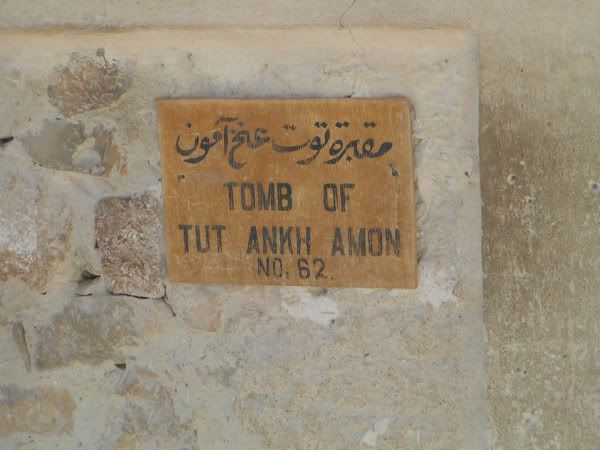 مقبرة توت عنخ آمون
TOMB OF
TUT ANKH AMON
NO. 62.